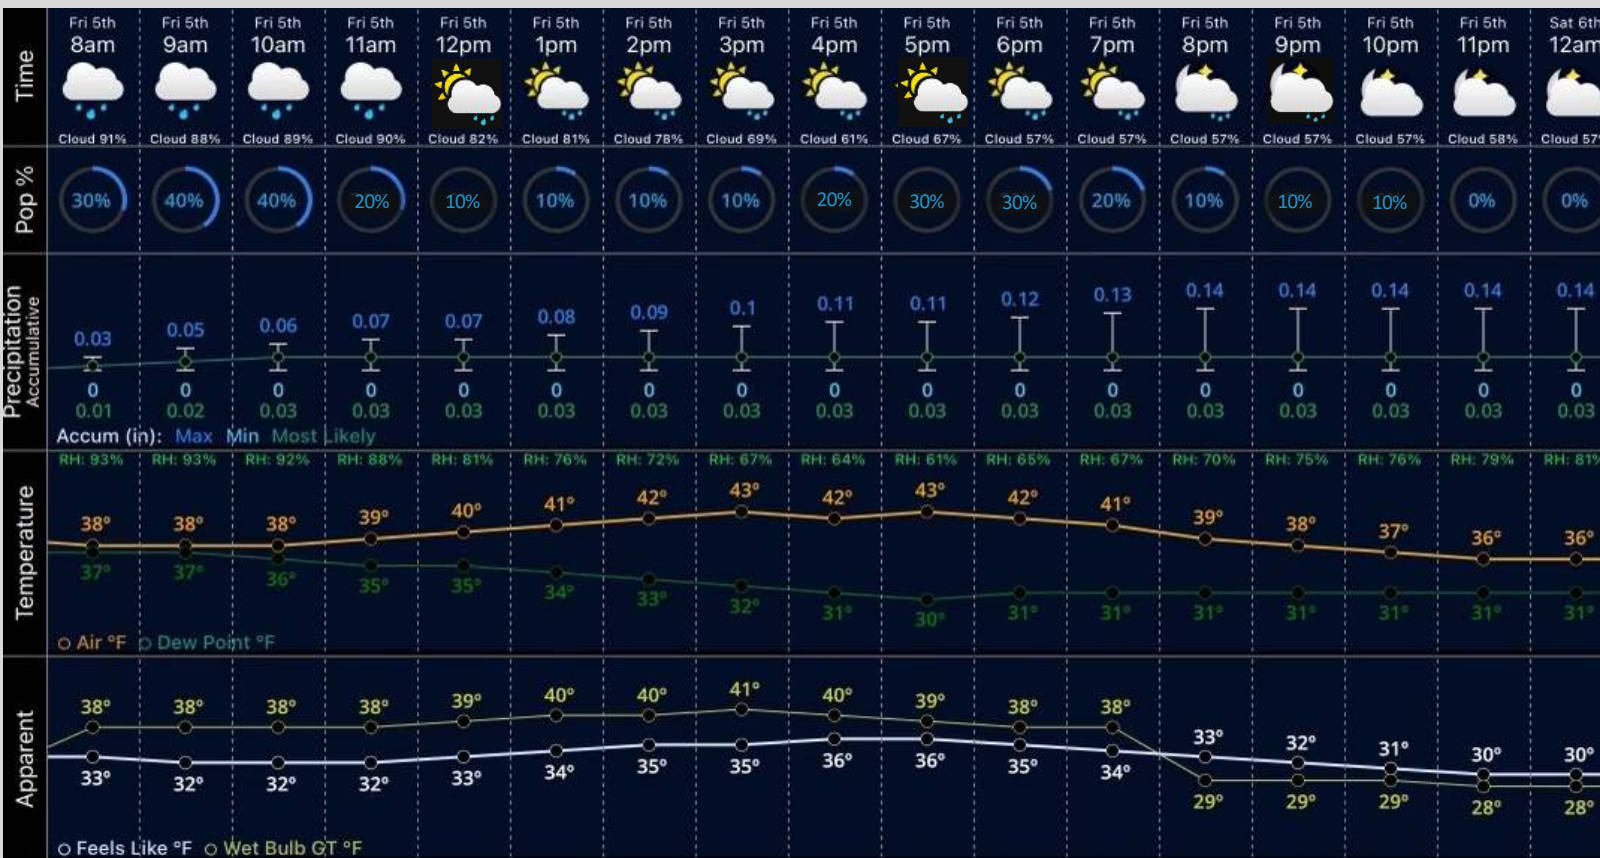 Time
Fri 5th Fri 5th Fri 5th Fri 5th Fri 5th Fri 5th Fri 5th Fri 5th Fri 5th Fri 5th Fri 5th Fri 5th Fri 5th Fri 5th Fri 5th Fri 5th Sat 6th
8am 9am 10am 11am 12pm 1pm 2pm 3pm 4pm 5pm 6pm 7pm 8pm 9pm 10pm 11pm 12am
Cloud 91% Cloud 88% Cloud 89% Cloud 90% Cloud 82% Cloud 81% Cloud 78% Cloud 69% Cloud 61% Cloud 67% Cloud 57% Cloud 57% Cloud 57% Cloud 57% Cloud 57% Cloud 58% Cloud 57%
Pop %
30% 40% 40% 20% 10% 10% 10% 10% 20% 30% 30% 20% 10% 10% 10% 0% 0%
Precipitation
Accumulative
0.03 0.05 0.06 0.07 0.07 0.08 0.09 0.1 0.11 0.11 0.12 0.13 0.14 0.14 0.14 0.14 0.14
0 0 0 0 0 0 0 0 0 0 0 0 0 0 0 0 0
0.01 0.02 0.03 0.03 0.03 0.03 0.03 0.03 0.03 0.03 0.03 0.03 0.03 0.03 0.03 0.03 0.03
Accum (in): Max Min Most Likely
Temperature
RH: 93% RH: 93% RH: 92% RH: 88% RH: 81% RH: 76% RH: 72% RH: 67% RH: 64% RH: 61% RH: 65% RH: 67% RH: 70% RH: 75% RH: 76% RH: 79% RH: 81%
38° 38° 38° 39° 40° 41° 42° 43° 42° 43° 42° 41° 39° 38° 37° 36° 36°
37° 37° 36° 35° 35° 34° 33° 32° 31° 30° 31° 31° 31° 31° 31° 31° 31°
Air °F Dew Point °F
Apparent
38° 38° 38° 38° 39° 40° 40° 41° 40° 39° 38° 38° 33° 32° 31° 30° 30°
33° 32° 32° 32° 33° 34° 35° 35° 36° 36° 35° 34° 29° 29° 29° 28° 28°
Feels Like °F Wet Bulb GT °F